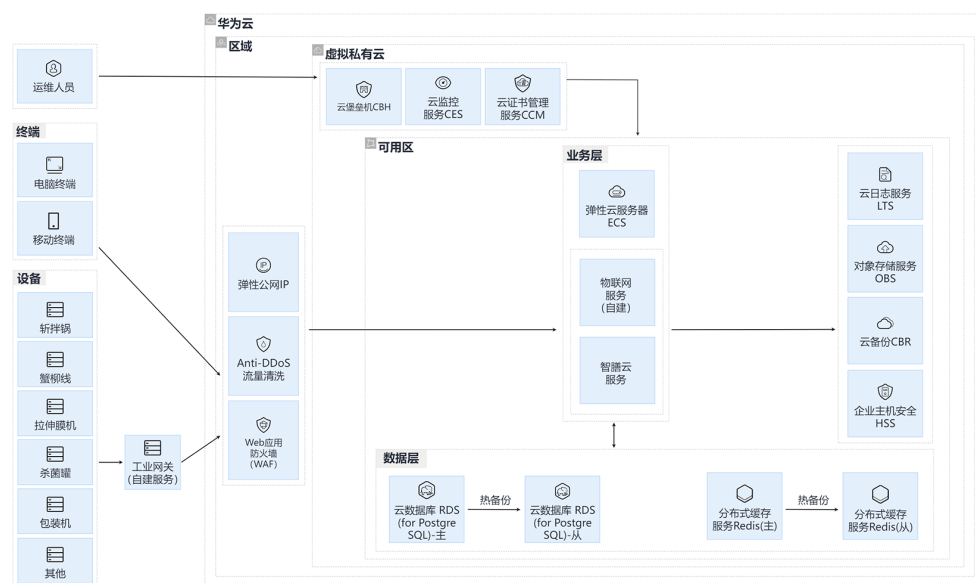 华为云
区域
虚拟私有云
运维人员
云堡垒机CBH
云监控
服务CES
云证书管理
服务CCM
终端
电脑终端
移动终端
设备
斩拌锅
蟹柳线
拉伸膜机
杀菌罐
包装机
其他
工业网关
(自建服务)
弹性公网IP
Anti-DDoS
流量清洗
Web应用
防火墙
(WAF)
可用区
业务层
弹性云服务器
ECS
物联网
服务
(自建)
智膳云
服务
云日志服务
LTS
对象存储服务
OBS
云备份CBR
企业主机安全
HSS
数据层
云数据库 RDS
(for Postgre
SQL)-主
热备份
云数据库 RDS
(for Postgre
SQL)-从
分布式缓存
服务Redis(主)
热备份
分布式缓存
服务Redis(从)